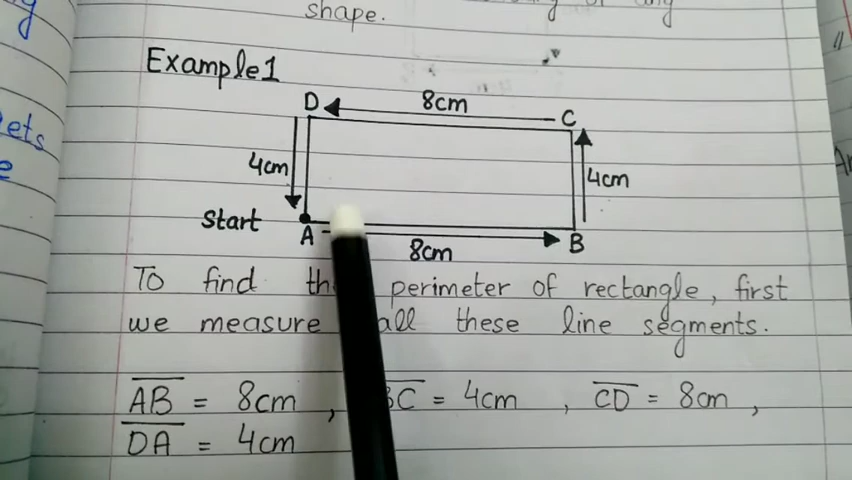 shape.
Example1
D 8cm C
4cm 4cm
Start
A 8cm B
To find perimeter of rectangle, first
we measure all these line segments.
AB = 8cm , BC = 4cm , CD = 8cm ,
DA = 4cm